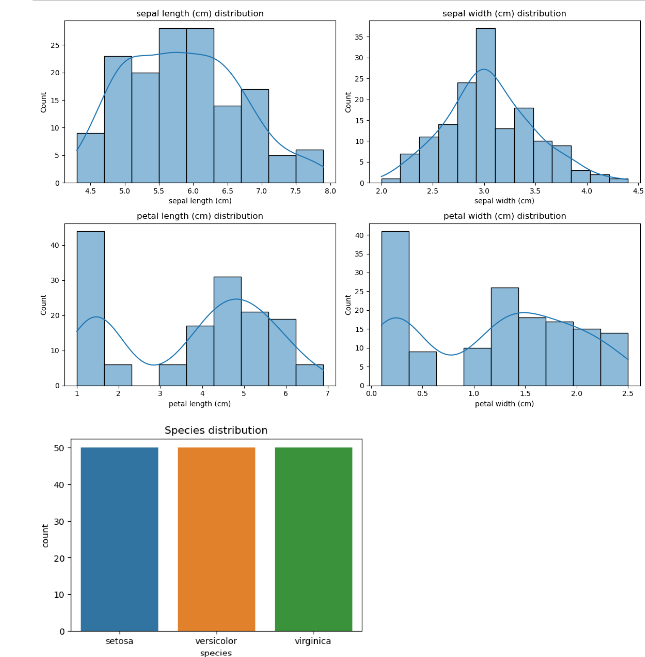 sepal length (cm) distribution
Count
25
20
15
10
5
0
4.5 5.0 5.5 6.0 6.5 7.0 7.5 8.0
sepal length (cm)
sepal width (cm) distribution
Count
35
30
25
20
15
10
5
0
2.0 2.5 3.0 3.5 4.0 4.5
sepal width (cm)
petal length (cm) distribution
Count
40
30
20
10
0
1 2 3 4 5 6 7
petal length (cm)
petal width (cm) distribution
Count
40
35
30
25
20
15
10
5
0
0.0 0.5 1.0 1.5 2.0 2.5
petal width (cm)
Species distribution
count
50
40
30
20
10
0
setosa versicolor virginica
species